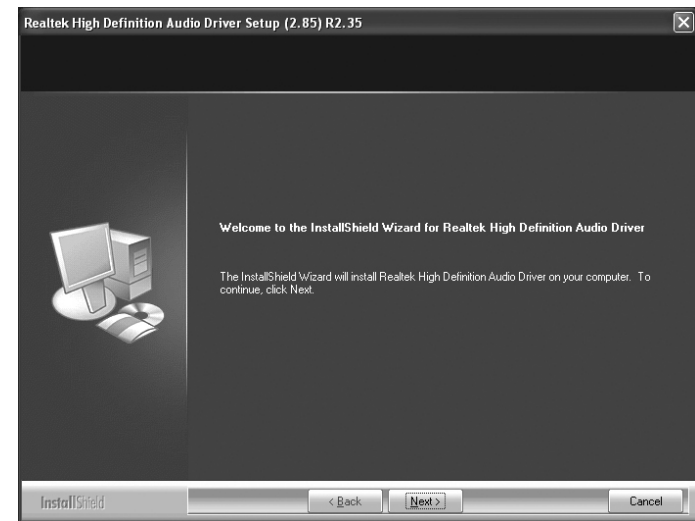 Realtek High Definition Audio Driver Setup (2.85) R2.35
Welcome to the InstallShield Wizard for Realtek High Definition Audio Driver
The InstallShield Wizard will install Realtek High Definition Audio Driver on your computer. To
continue, click Next.
InstallShield
< Back
Next >
Cancel